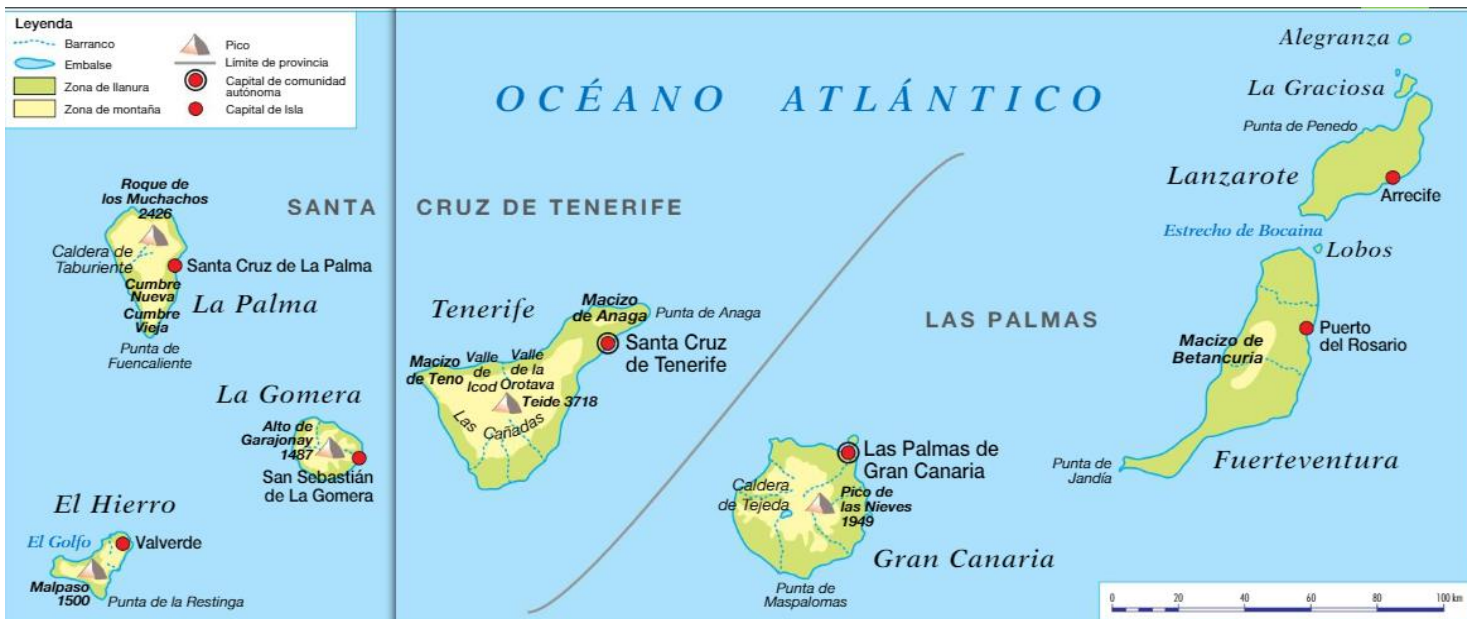 Leyenda
Barranco
Embalse
Zona de llanura
Zona de montaña
Pico
Límite de provincia
Capital de comunidad
autónoma
Capital de Isla
OCÉANO ATLÁNTICO
Alegranza
La Graciosa
Punta de Penedo
Lanzarote
Arrecife
Estrecho de Bocaina
Lobos
Roque de
los Muchachos
2426
SANTA CRUZ DE TENERIFE
Caldera de
Taburiente
Santa Cruz de La Palma
Cumbre
Nueva
La Palma
Cumbre
Vieja
Punta de
Fuencaliente
Tenerife
Macizo
de Anaga
Punta de Anaga
Santa Cruz
de Tenerife
Macizo
de Teno
Valle
de
Icod
Valle
de la
Orotava
Teide 3718
Las Cañadas
LAS PALMAS
Puerto
del Rosario
Macizo de
Betancuria
Fuerteventura
Punta de
Jandía
La Gomera
Alto de
Garajonay
1487
San Sebastián
de La Gomera
Las Palmas de
Gran Canaria
Caldera
de Tejeda
Pico de
las Nieves
1949
Gran Canaria
Punta de
Maspalomas
El Hierro
El Golfo
Valverde
Malpaso
1500
Punta de la Restinga
0 20 40 60 80 100 km